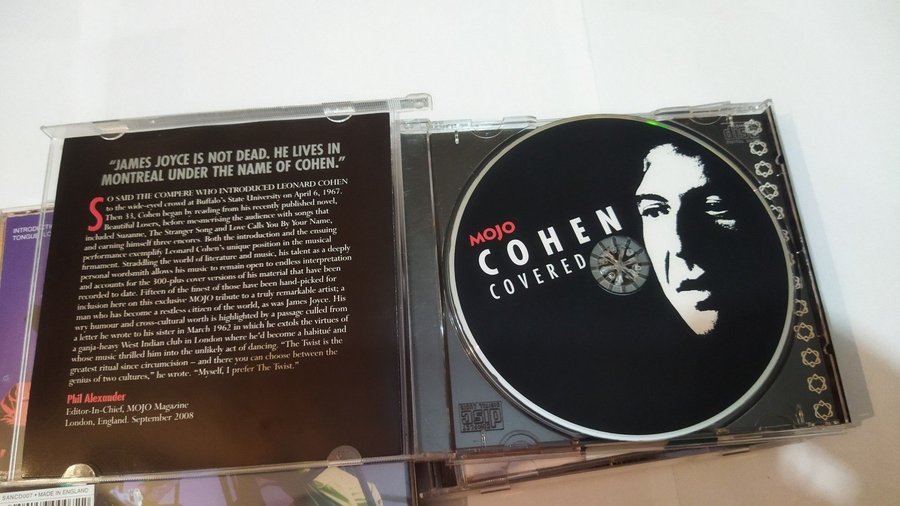 “JAMES JOYCE IS NOT DEAD. HE LIVES IN
MONTREAL UNDER THE NAME OF COHEN.”
SO SAID THE COMPERE WHO INTRODUCED LEONARD COHEN
to the wide-eyed crowd at Buffalo’s State University on April 6, 1967.
Then 33, Cohen began by reading from his recently published novel,
Beautiful Losers, before mesmerising the audience with songs that
included Suzanne, The Stranger Song and Love Calls You By Your Name,
and earning himself three encores. Both the introduction and the ensuing
performance exemplify Leonard Cohen’s unique position in the musical
firmament. Straddling the world of literature and music, his talent as a deeply
personal wordsmith allows his music to remain open to endless interpretation
and accounts for the 300-plus cover versions of his material that have been
recorded to date. Fifteen of the finest of those have been hand-picked for
inclusion here on this exclusive MOJO tribute to a truly remarkable artist; a
man who has become a restless citizen of the world, as was James Joyce. His
wry humour and cross-cultural worth is highlighted by a passage culled from
a letter he wrote to his sister in March 1962 in which he extols the virtues of
a ganja-heavy West Indian club in London where he’d become a habitué and
whose music thrilled him into the unlikely act of dancing. “The Twist is the
greatest ritual since circumcision – and there you can choose between the
genius of two cultures,” he wrote. “Myself, I prefer The Twist.”
Phil Alexander
Editor-In-Chief, MOJO Magazine
London, England. September 2008
MOJO
COHEN
COVERED
SANCD007 • MADE IN ENGLAND